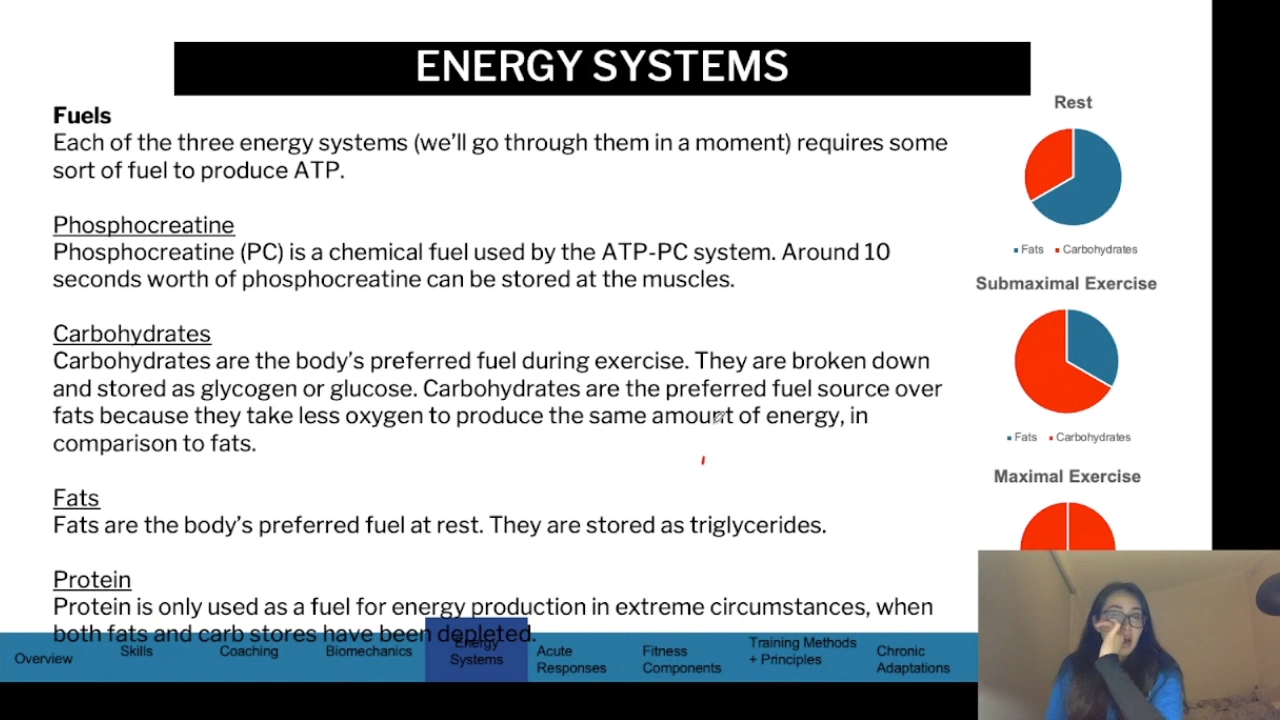 ENERGY SYSTEMS
Fuels
Each of the three energy systems (we'll go through them in a moment) requires some
sort of fuel to produce ATP.
Phosphocreatine
Phosphocreatine (PC) is a chemical fuel used by the ATP-PC system. Around 10
seconds worth of phosphocreatine can be stored at the muscles.
Carbohydrates
Carbohydrates are the body's preferred fuel during exercise. They are broken down
and stored as glycogen or glucose. Carbohydrates are the preferred fuel source over
fats because they take less oxygen to produce the same amount of energy, in
comparison to fats.
Fats
Fats are the body's preferred fuel at rest. They are stored as triglycerides.
Protein
Protein is only used as a fuel for energy production in extreme circumstances, when
both fats and carb stores have been depleted.
Rest
Fats Carbohydrates
Submaximal Exercise
Fats Carbohydrates
Maximal Exercise
Overview
Skills
Coaching
Biomechanics
Energy
Systems
Acute
Responses
Fitness
Components
Training Methods
+ Principles
Chronic
Adaptations